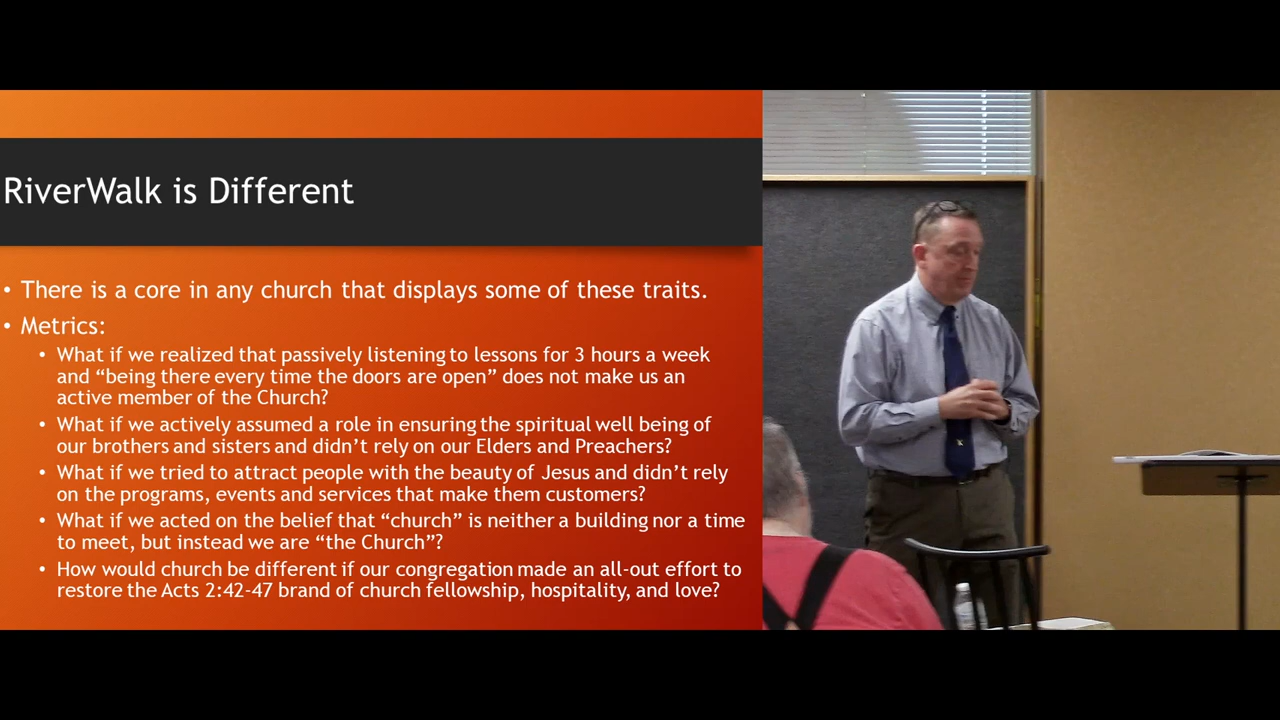 RiverWalk is Different
• There is a core in any church that displays some of these traits.
• Metrics:
• What if we realized that passively listening to lessons for 3 hours a week
and “being there every time the doors are open” does not make us an
active member of the Church?
• What if we actively assumed a role in ensuring the spiritual well being of
our brothers and sisters and didn’t rely on our Elders and Preachers?
• What if we tried to attract people with the beauty of Jesus and didn’t rely
on the programs, events and services that make them customers?
• What if we acted on the belief that “church” is neither a building nor a time
to meet, but instead we are “the Church”?
• How would church be different if our congregation made an all-out effort to
restore the Acts 2:42-47 brand of church fellowship, hospitality, and love?